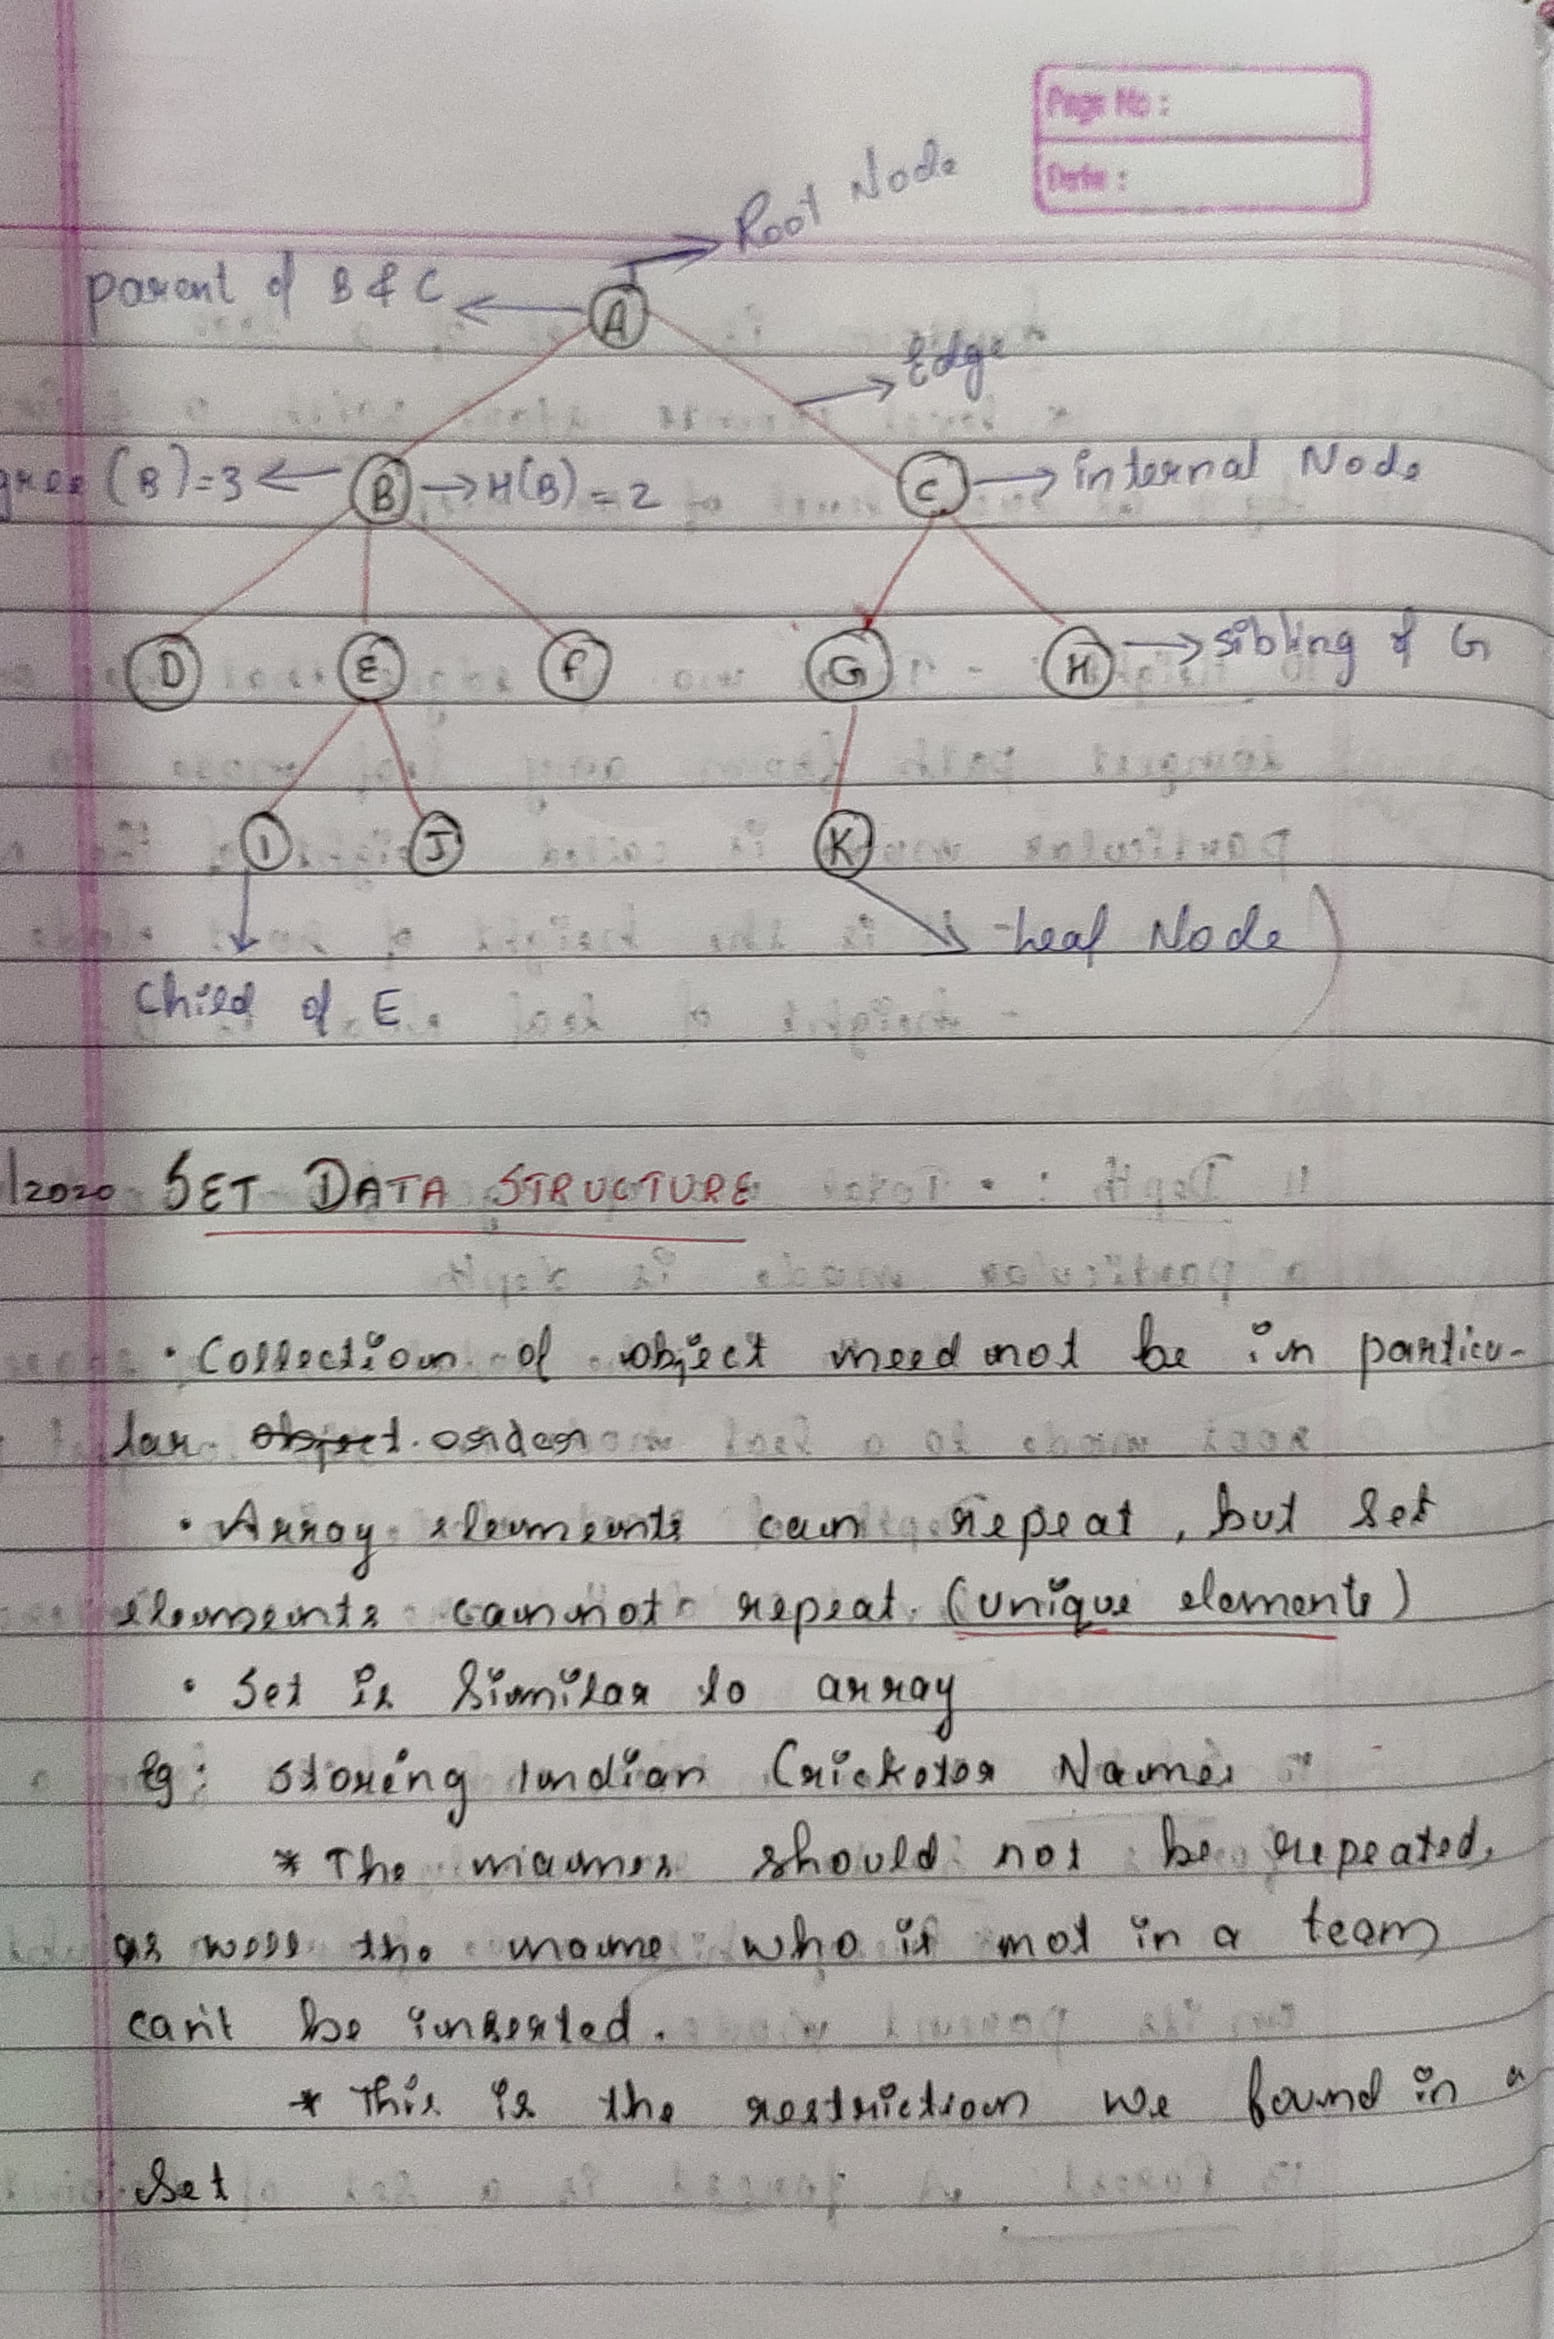 Page No :
Date :
Root Node
parent of B & C
A
Edge
gree (B)=3
B
H(B) = 2
C
internal Node
D
E
F
G
H
sibling of G
I
J
K
Leaf Node
Child of E
/2020 SET DATA STRUCTURE
• Collection of object need not be in particu-
lar object order
• Array elements can repeat, but set
elements cannot repeat. (unique elements)
• Set is Similar to array
Eg: Storing Indian Cricketer Names
* The names should not be repeated,
as well the name who is not in a team
can't be inserted.
* This is the restriction we found in a
Set